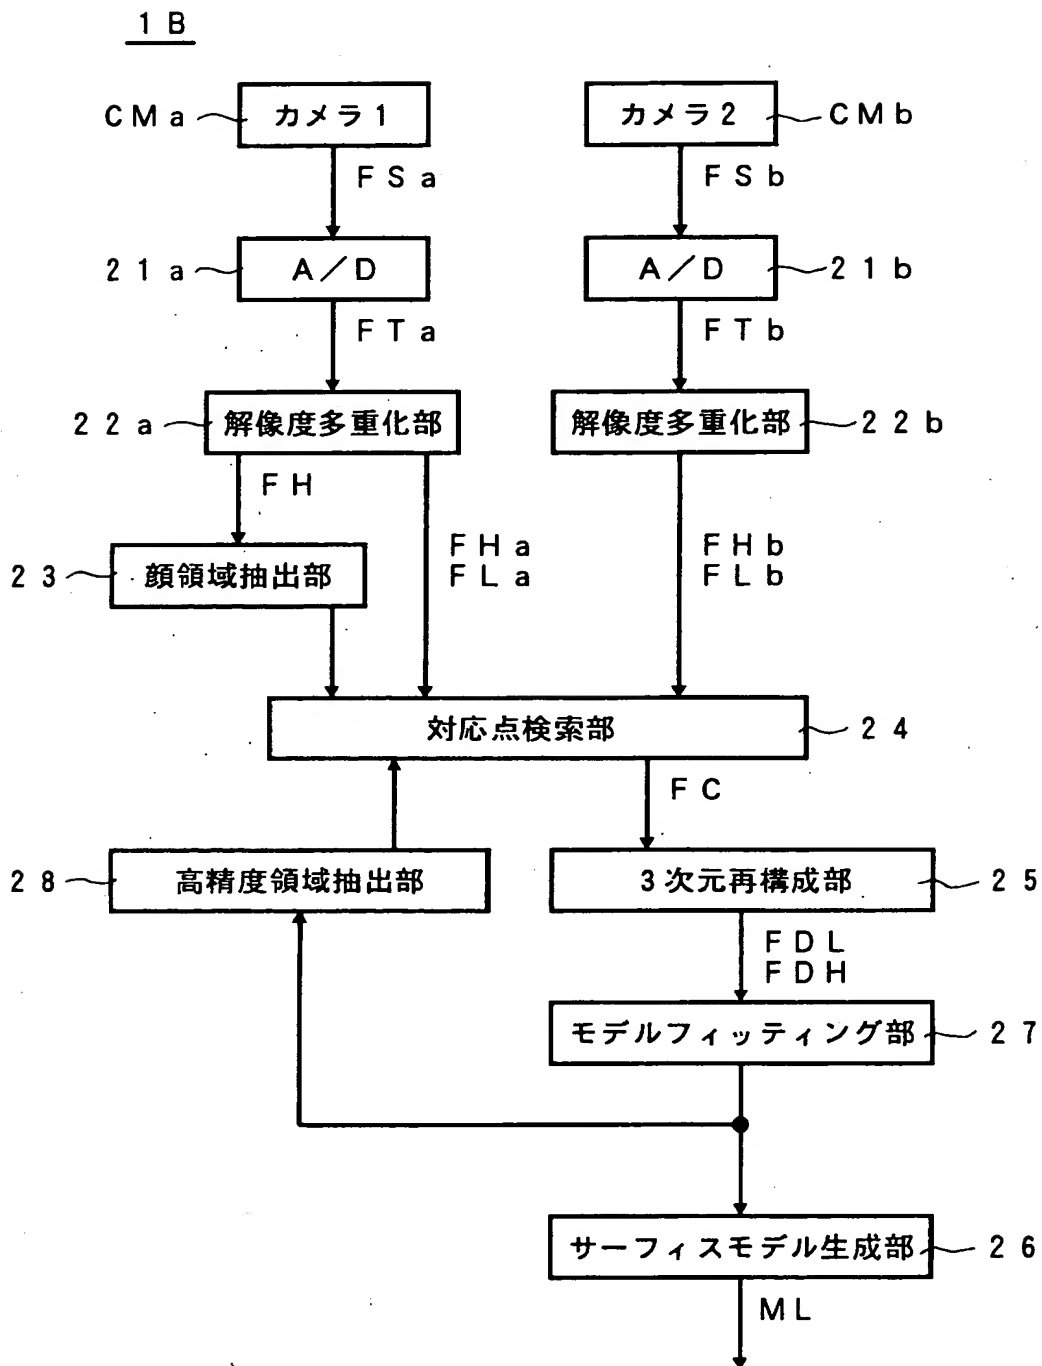 1B
CMa カメラ1 カメラ2 CMb
FSa FSb
21a A/D A/D 21b
FTa FTb
22a 解像度多重化部 解像度多重化部 22b
FH
FHa FHb
FLa FLb
23 顔領域抽出部
対応点検索部 24
FC
28 高精度領域抽出部 3次元再構成部 25
FDL
FDH
モデルフィッティング部 27
サーフィスモデル生成部 26
ML